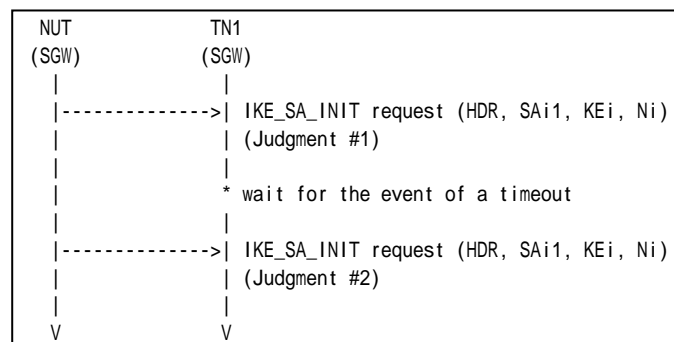 NUT TN1
(SGW) (SGW)
| |
|-------------->| IKE_SA_INIT request (HDR, SAi1, KEi, Ni)
| | (Judgment #1)
| |
| * wait for the event of a timeout
| |
|-------------->| IKE_SA_INIT request (HDR, SAi1, KEi, Ni)
| | (Judgment #2)
| |
V V